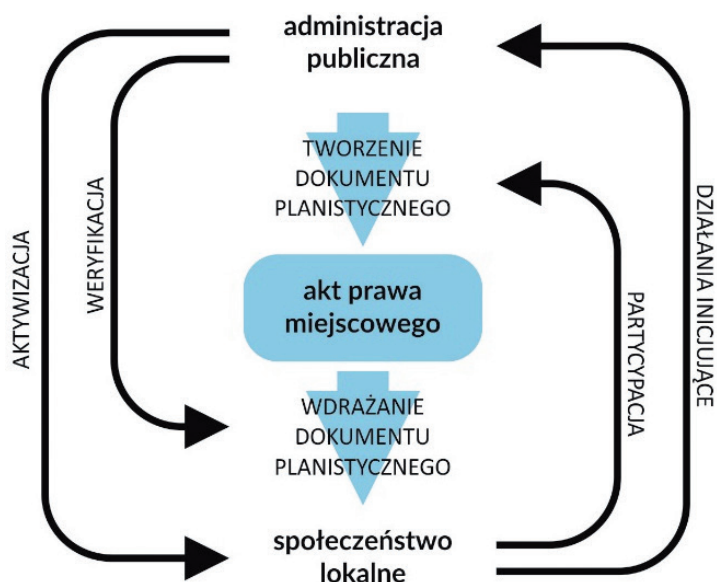 administracja
publiczna
TWORZENIE
DOKUMENTU
PLANISTYCZNEGO
akt prawa
miejscowego
WDRAŻANIE
DOKUMENTU
PLANISTYCZNEGO
społeczeństwo
lokalne
AKTYWIZACJA
WERYFIKACJA
PARTYCYPACJA
DZIAŁANIA INICJUJĄCE